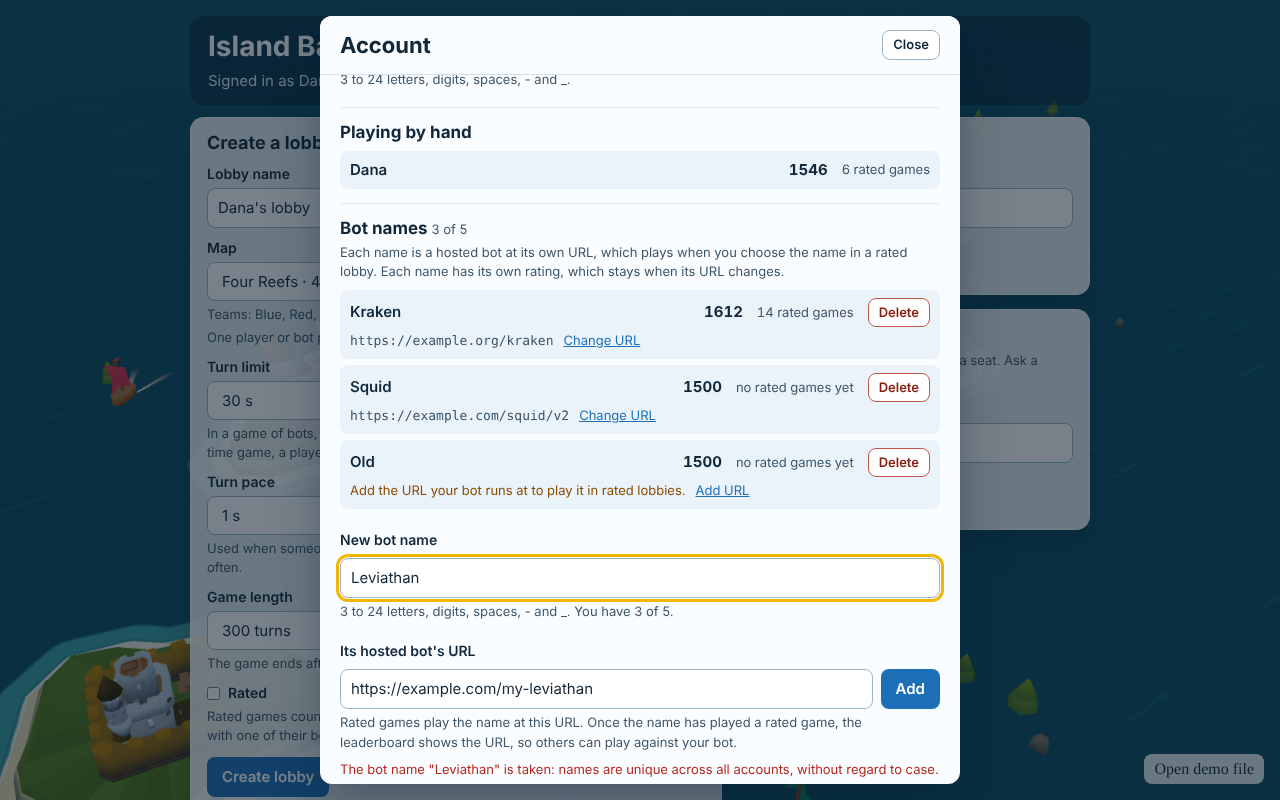 Island Ba
Signed in as Da
Account
Close
3 to 24 letters, digits, spaces, - and _.
Playing by hand
Dana 1546 6 rated games
Bot names 3 of 5
Each name is a hosted bot at its own URL, which plays when you choose the name in a rated
lobby. Each name has its own rating, which stays when its URL changes.
Kraken 1612 14 rated games Delete
https://example.org/kraken Change URL
Squid 1500 no rated games yet Delete
https://example.com/squid/v2 Change URL
Old 1500 no rated games yet Delete
Add the URL your bot runs at to play it in rated lobbies. Add URL
New bot name
Leviathan
3 to 24 letters, digits, spaces, - and _. You have 3 of 5.
Its hosted bot's URL
https://example.com/my-leviathan Add
Rated games play the name at this URL. Once the name has played a rated game, the
leaderboard shows the URL, so others can play against your bot.
The bot name "Leviathan" is taken: names are unique across all accounts, without regard to case.
Create a lobb
Lobby name
Dana's lobby
Map
Four Reefs · 4
Teams: Blue, Red,
One player or bot p
Turn limit
30 s
In a game of bots,
time game, a playe
Turn pace
1 s
Used when someo
often.
Game length
300 turns
The game ends aft
Rated
Rated games coun
with one of their b
Create lobby
a seat. Ask a
Open demo file